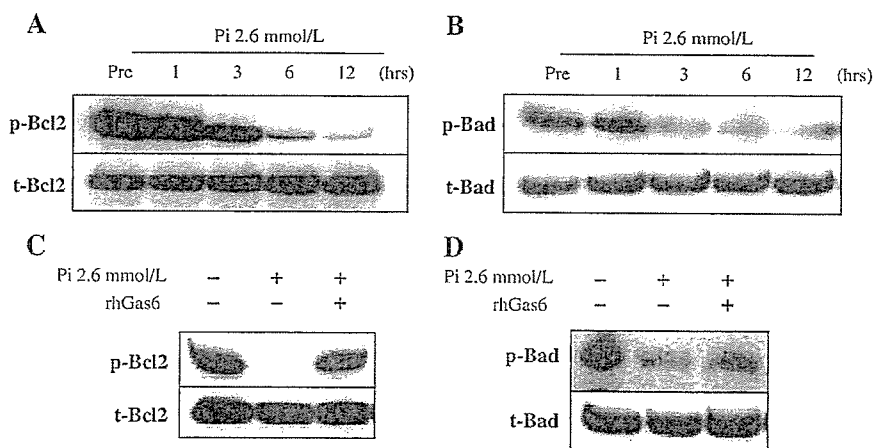 A
Pi 2.6 mmol/L
Pre 1 3 6 12 (hrs)
p-Bcl2
t-Bcl2
B
Pi 2.6 mmol/L
Pre 1 3 6 12 (hrs)
p-Bad
t-Bad
C
Pi 2.6 mmol/L − + +
rhGas6 − − +
p-Bcl2
t-Bcl2
D
Pi 2.6 mmol/L − + +
rhGas6 − − +
p-Bad
t-Bad